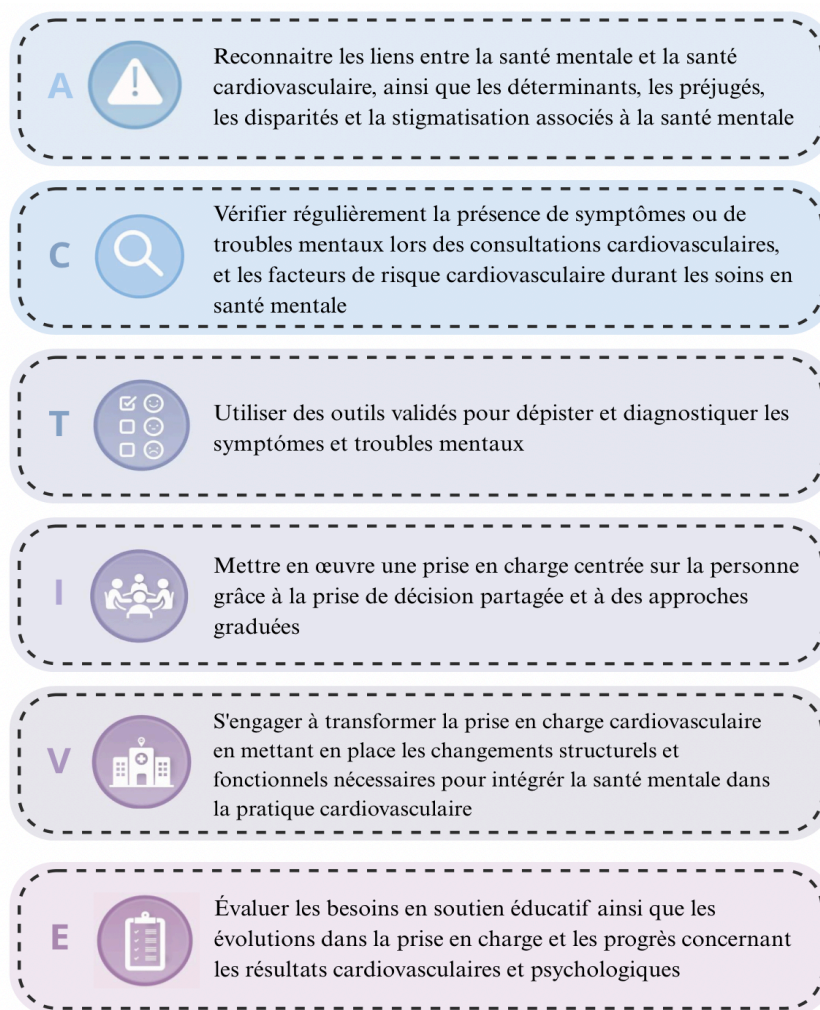 A
Reconnaitre les liens entre la santé mentale et la santé
cardiovasculaire, ainsi que les déterminants, les préjugés,
les disparités et la stigmatisation associés à la santé mentale
C
Vérifier régulièrement la présence de symptômes ou de
troubles mentaux lors des consultations cardiovasculaires,
et les facteurs de risque cardiovasculaire durant les soins en
santé mentale
T
Utiliser des outils validés pour dépister et diagnostiquer les
symptómes et troubles mentaux
I
Mettre en œuvre une prise en charge centrée sur la personne
grâce à la prise de décision partagée et à des approches
graduées
V
S'engager à transformer la prise en charge cardiovasculaire
en mettant en place les changements structurels et
fonctionnels nécessaires pour intégrér la santé mentale dans
la pratique cardiovasculaire
E
Évaluer les besoins en soutien éducatif ainsi que les
évolutions dans la prise en charge et les progrès concernant
les résultats cardiovasculaires et psychologiques